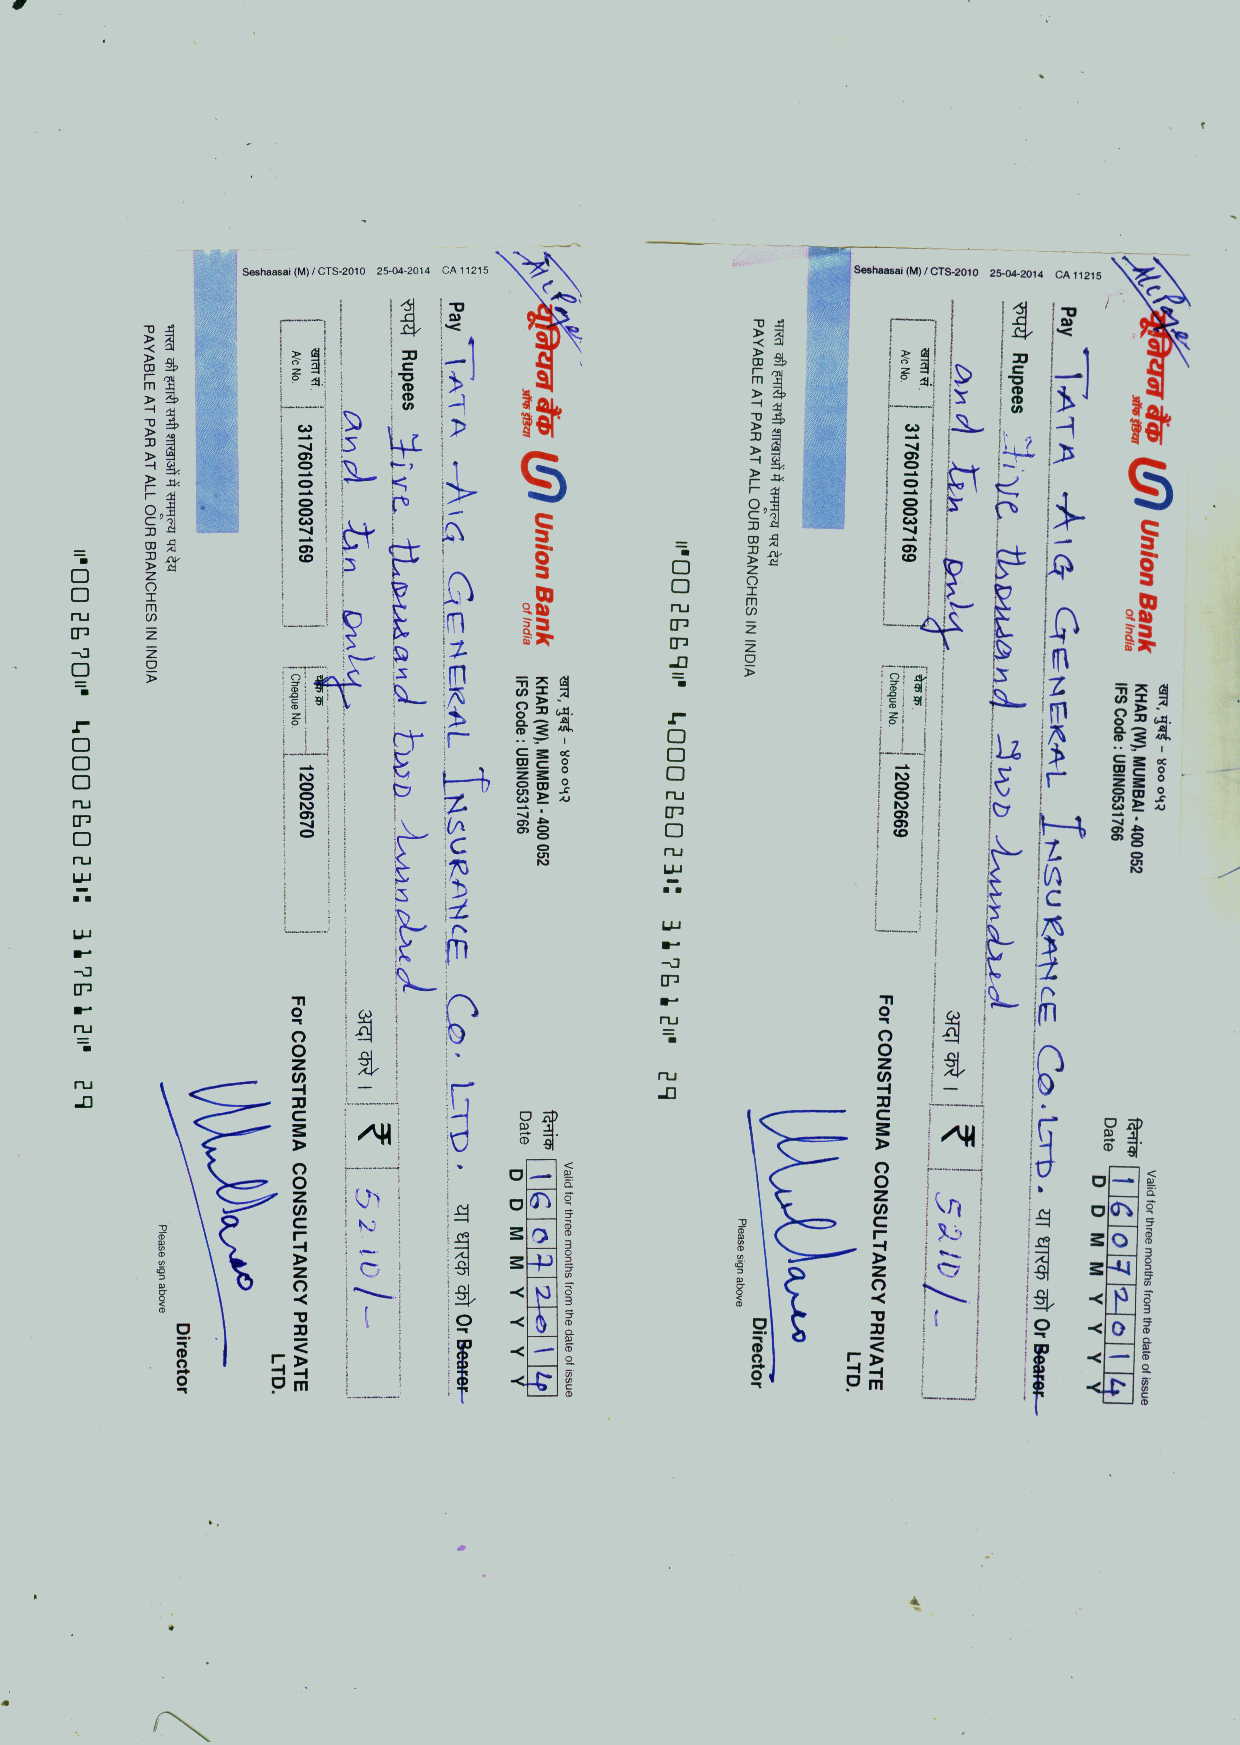 A/c Payee
यूनियन बैंक
ऑफ इंडिया
Union Bank
of India
खार, मुंबई - ४०० ०५२
KHAR (W), MUMBAI - 400 052
IFS Code : UBIN0531766
Valid for three months from the date of issue
दिनांक
Date
16072014
D D M M Y Y Y Y
Pay TATA AIG GENERAL INSURANCE CO. LTD. या धारक को Or Bearer
रुपये Rupees Five thousand Two hundred
and ten only
अदा करे । ₹ 5210/-
खाता सं.
A/c No.
317601010037169
चेक क्र.
Cheque No.
12002669
For CONSTRUMA CONSULTANCY PRIVATE
LTD.
Director
Please sign above
Seshaasai (M) / CTS-2010 25-04-2014 CA 11215
भारत की हमारी सभी शाखाओं में सममूल्य पर देय
PAYABLE AT PAR AT ALL OUR BRANCHES IN INDIA
⑈002669⑈ 400026023⑆ 317612⑈ 29
A/c Payee
यूनियन बैंक
ऑफ इंडिया
Union Bank
of India
खार, मुंबई - ४०० ०५२
KHAR (W), MUMBAI - 400 052
IFS Code : UBIN0531766
Valid for three months from the date of issue
दिनांक
Date
16072014
D D M M Y Y Y Y
Pay TATA AIG GENERAL INSURANCE CO. LTD. या धारक को Or Bearer
रुपये Rupees Five thousand two hundred
and ten only
अदा करे । ₹ 5210/-
खाता सं.
A/c No.
317601010037169
चेक क्र.
Cheque No.
12002670
For CONSTRUMA CONSULTANCY PRIVATE
LTD.
Director
Please sign above
Seshaasai (M) / CTS-2010 25-04-2014 CA 11215
भारत की हमारी सभी शाखाओं में सममूल्य पर देय
PAYABLE AT PAR AT ALL OUR BRANCHES IN INDIA
⑈002670⑈ 400026023⑆ 317612⑈ 29